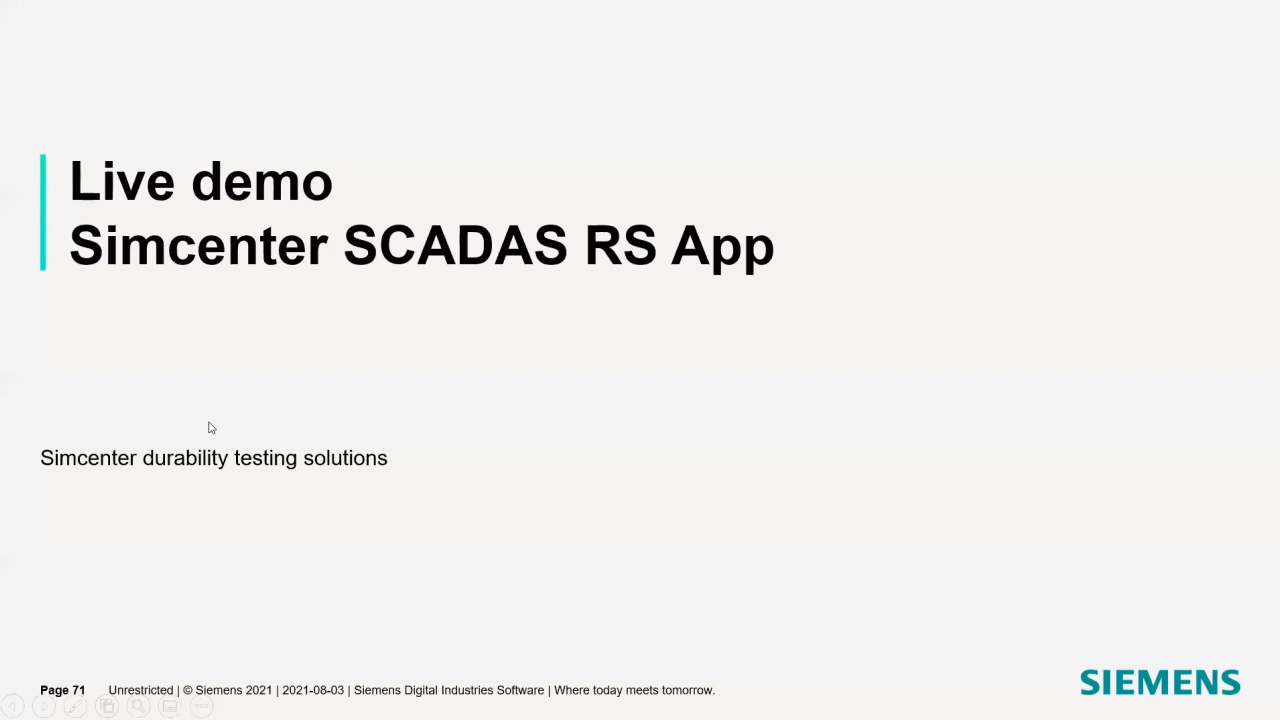 Live demo
Simcenter SCADAS RS App
Simcenter durability testing solutions
Page 71 Unrestricted | © Siemens 2021 | 2021-08-03 | Siemens Digital Industries Software | Where today meets tomorrow.
SIEMENS